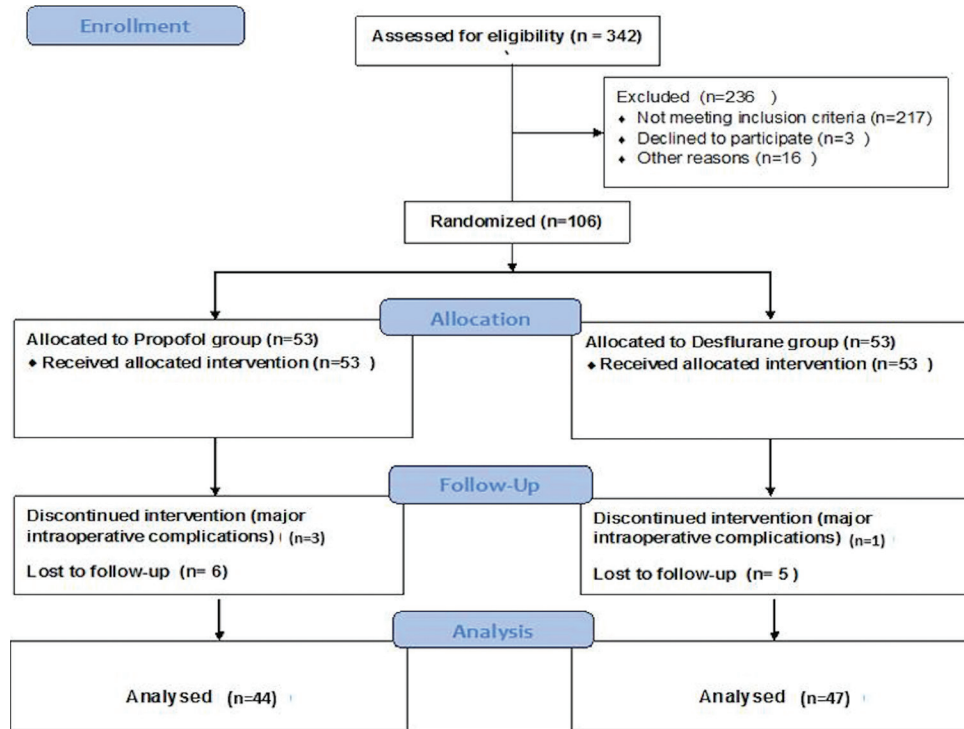 Enrollment
Assessed for eligibility (n = 342)
Excluded (n=236 )
♦ Not meeting inclusion criteria (n=217)
♦ Declined to participate (n=3 )
♦ Other reasons (n=16 )
Randomized (n=106)
Allocation
Allocated to Propofol group (n=53)
♦ Received allocated intervention (n=53 )
Allocated to Desflurane group (n=53)
♦ Received allocated intervention (n=53 )
Follow-Up
Discontinued intervention (major
intraoperative complications) (n=3)
Lost to follow-up (n= 6)
Discontinued intervention (major
intraoperative complications) (n=1)
Lost to follow-up (n= 5 )
Analysis
Analysed (n=44)
Analysed (n=47)